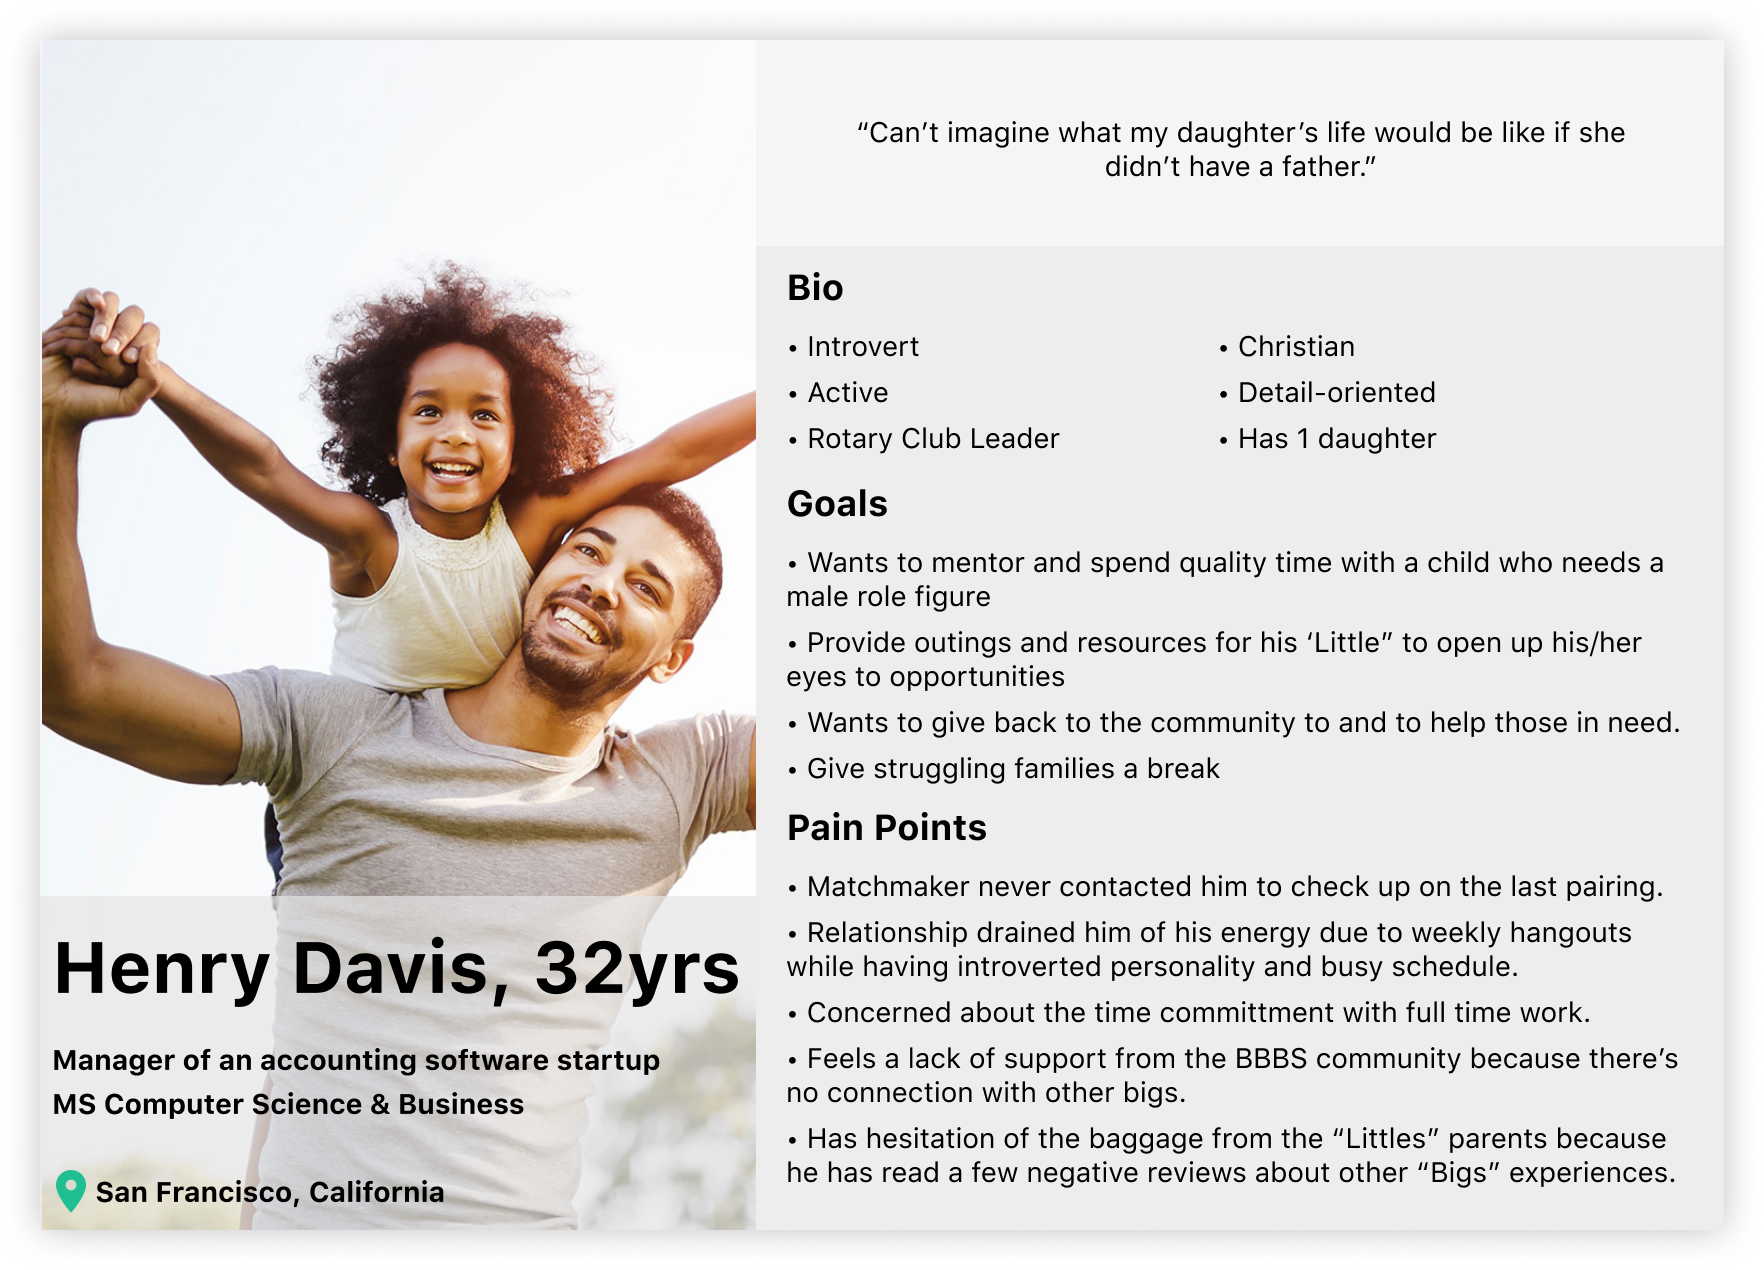 “Can’t imagine what my daughter’s life would be like if she
didn’t have a father.”
Bio
• Introvert
• Active
• Rotary Club Leader
• Christian
• Detail-oriented
• Has 1 daughter
Goals
• Wants to mentor and spend quality time with a child who needs a
male role figure
• Provide outings and resources for his ‘Little” to open up his/her
eyes to opportunities
• Wants to give back to the community to and to help those in need.
• Give struggling families a break
Pain Points
• Matchmaker never contacted him to check up on the last pairing.
• Relationship drained him of his energy due to weekly hangouts
while having introverted personality and busy schedule.
• Concerned about the time committment with full time work.
• Feels a lack of support from the BBBS community because there’s
no connection with other bigs.
• Has hesitation of the baggage from the “Littles” parents because
he has read a few negative reviews about other “Bigs” experiences.
Henry Davis, 32yrs
Manager of an accounting software startup
MS Computer Science & Business
San Francisco, California